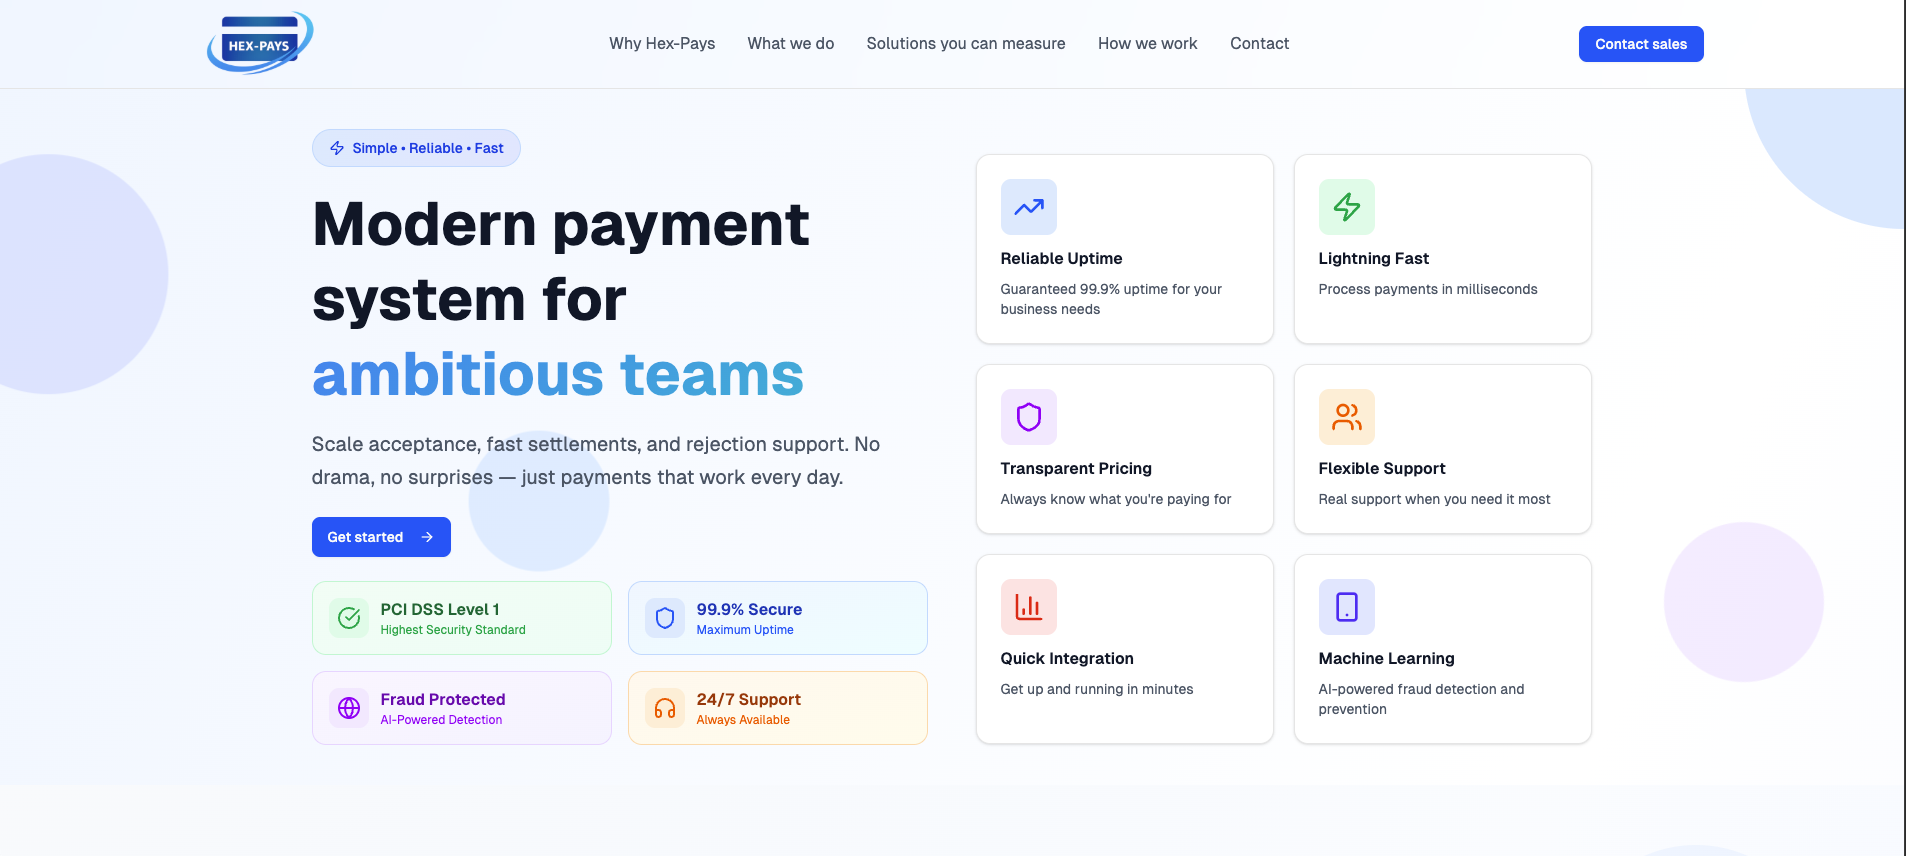 HEX-PAYS
Why Hex-Pays
What we do
Solutions you can measure
How we work
Contact
Contact sales
Simple • Reliable • Fast
Modern payment
system for
ambitious teams
Scale acceptance, fast settlements, and rejection support. No
drama, no surprises — just payments that work every day.
Get started
PCI DSS Level 1
Highest Security Standard
99.9% Secure
Maximum Uptime
Fraud Protected
AI-Powered Detection
24/7 Support
Always Available
Reliable Uptime
Guaranteed 99.9% uptime for your
business needs
Lightning Fast
Process payments in milliseconds
Transparent Pricing
Always know what you're paying for
Flexible Support
Real support when you need it most
Quick Integration
Get up and running in minutes
Machine Learning
AI-powered fraud detection and
prevention